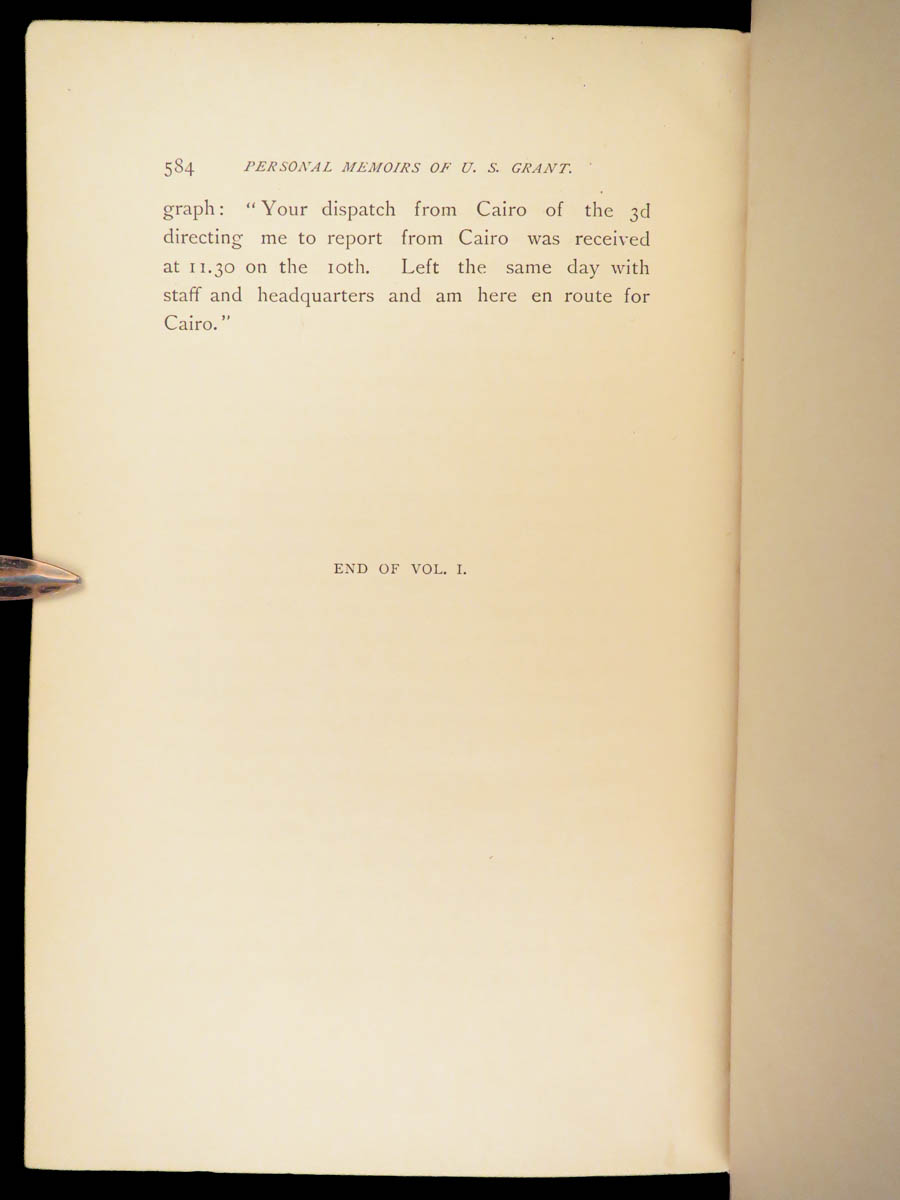 584 PERSONAL MEMOIRS OF U. S. GRANT.
graph: “Your dispatch from Cairo of the 3d
directing me to report from Cairo was received
at 11.30 on the 10th. Left the same day with
staff and headquarters and am here en route for
Cairo.”
END OF VOL. I.